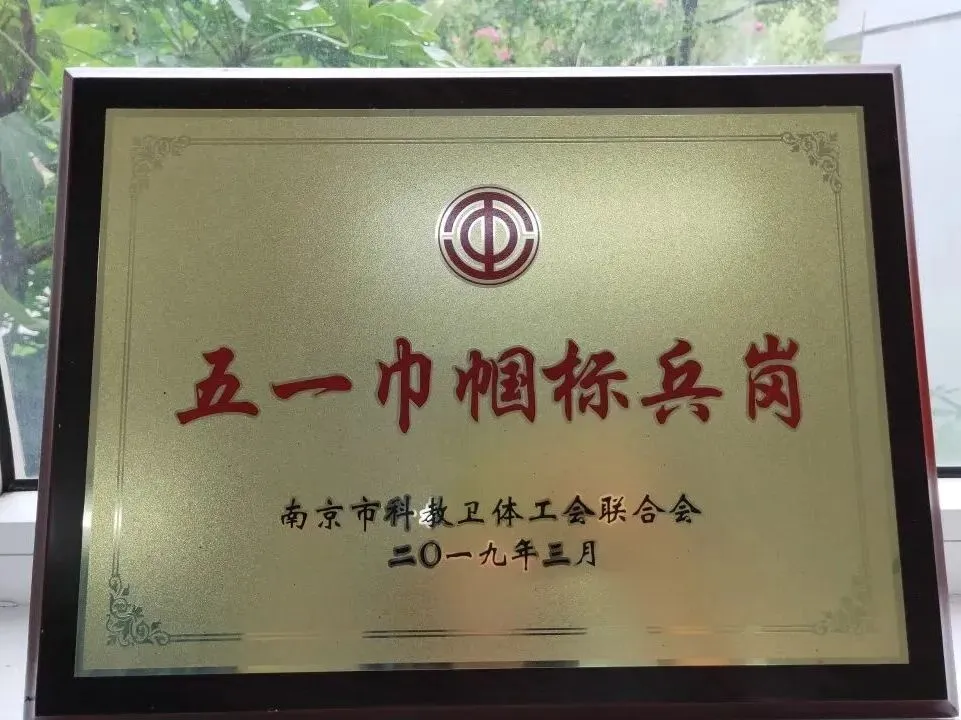 五一巾帼标兵岗
南京市科教卫体工会联合会
二〇一九年三月